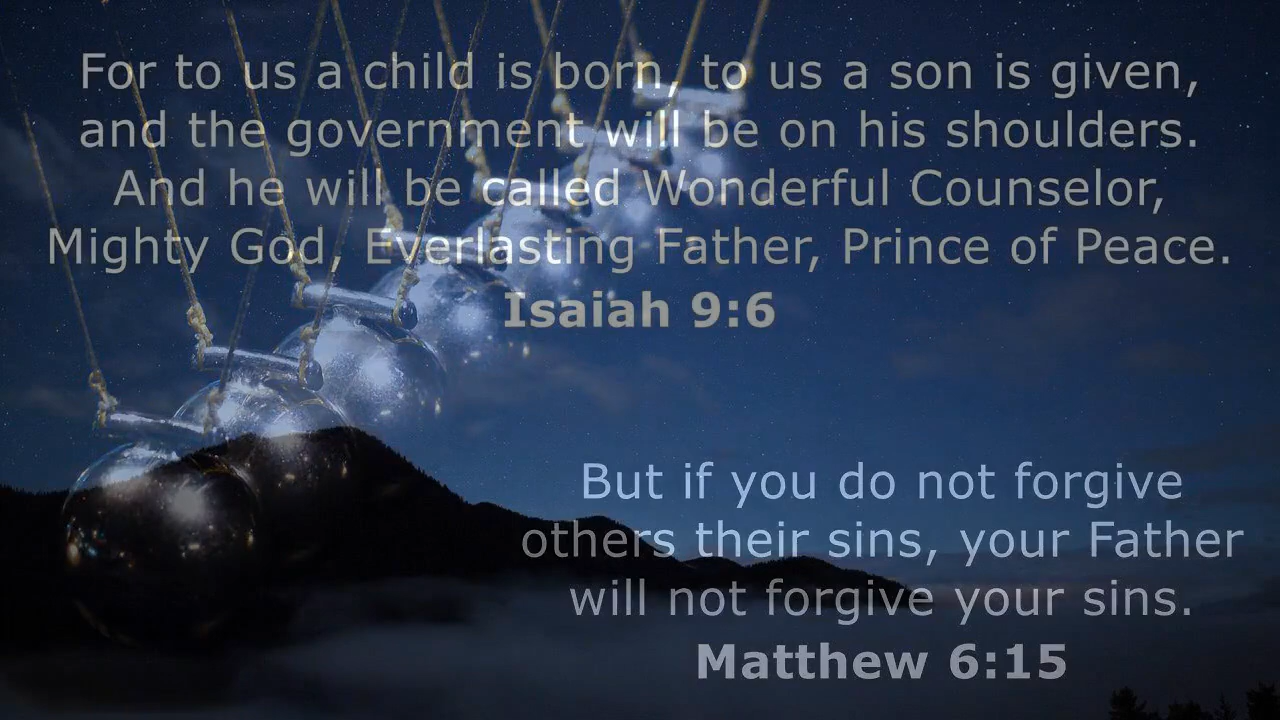 For to us a child is born, to us a son is given,
and the government will be on his shoulders.
And he will be called Wonderful Counselor,
Mighty God, Everlasting Father, Prince of Peace.
Isaiah 9:6
But if you do not forgive
others their sins, your Father
will not forgive your sins.
Matthew 6:15